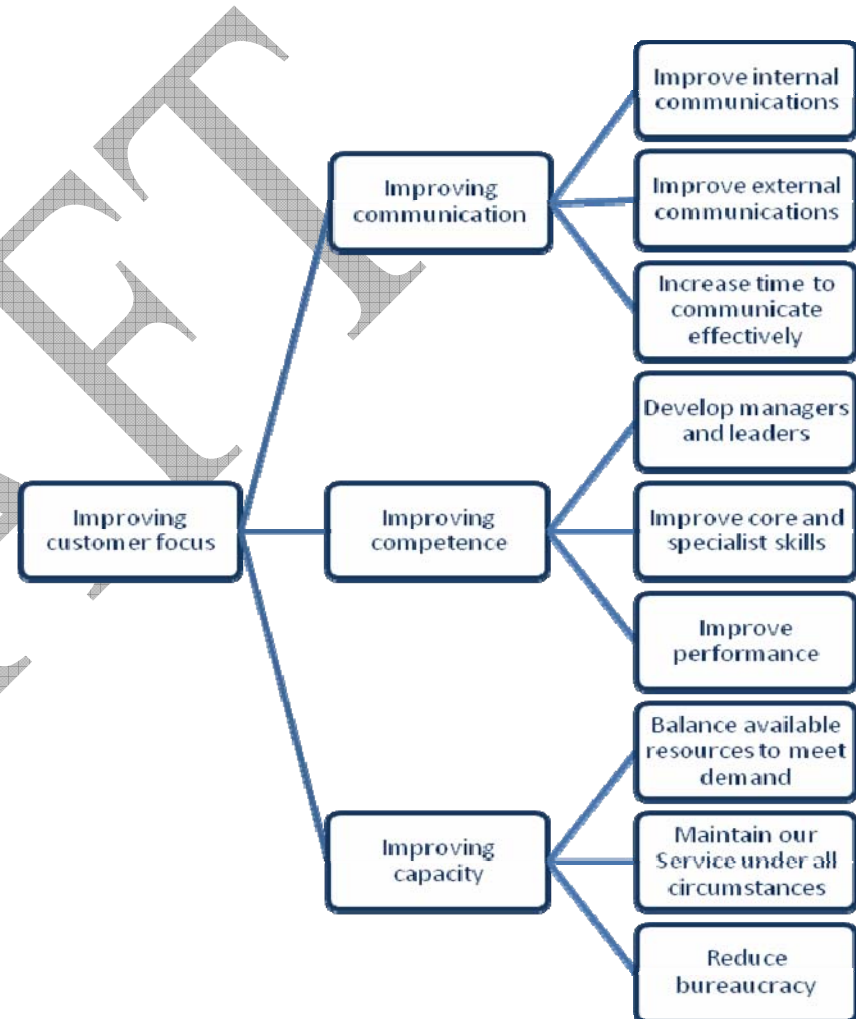 Improving
customer focus
Improving
communication
Improve internal
communications
Improve external
communications
Increase time to
communicate
effectively
Improving
competence
Develop managers
and leaders
Improve core and
specialist skills
Improve
performance
Improving
capacity
Balance available
resources to meet
demand
Maintain our
Service under all
circumstances
Reduce
bureaucracy